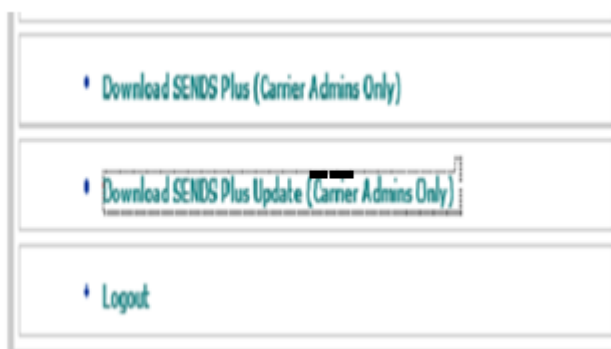 Download SENDS Plus (Carrier Admins Only)
Download SENDS Plus Update (Carrier Admins Only)
Logout